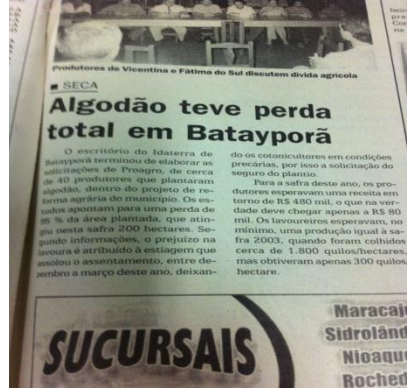 Produtores de Vicentina e Fátima do Sul discutem dívida agrícola
■ SECA
Algodão teve perda
total em Batayporã
O escritório do Idaterra de
Batayporã terminou de elaborar as
solicitações de Proagro, de cerca
de 40 produtores que plantaram
algodão, dentro do projeto de re-
forma agrária do município. Os es-
tudos apontam para uma perda de
95 % da área plantada, que atin-
giu nesta safra 200 hectares. Se-
gundo informações, o prejuízo na
lavoura é atribuído à estiagem que
assolou o assentamento, entre de-
zembro a março deste ano, deixan-
do os cotonicultores em condições
precárias, por isso a solicitação do
seguro do plantio.
Para a safra deste ano, os pro-
dutores esperavam uma receita em
torno de R$ 480 mil, o que na ver-
dade deve chegar apenas a R$ 80
mil. Os lavoureiros esperavam, no
mínimo, uma produção igual à sa-
fra 2003, quando foram colhidos
cerca de 1.800 quilos/hectares,
mas obtiveram apenas 300 quilos
hectare.
SUCURSAIS
Maracaju
Sidrolând
Nioaqu
Roched